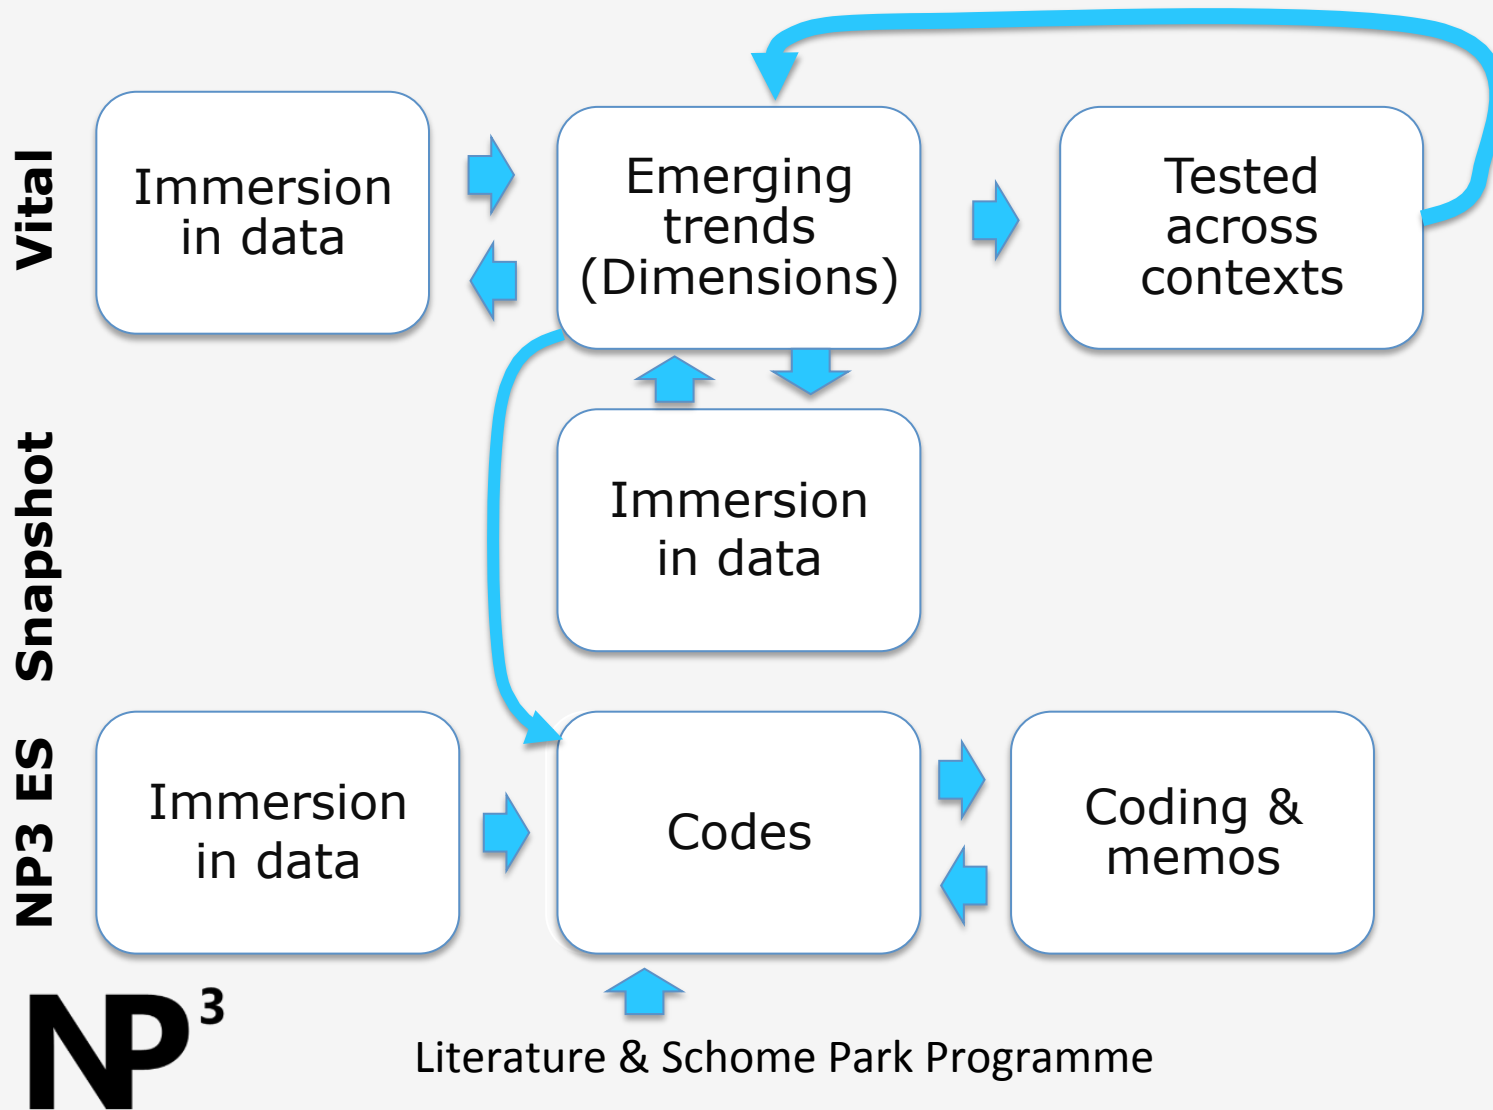 Vital
Immersion
in data
Emerging
trends
(Dimensions)
Tested
across
contexts
Snapshot
Immersion
in data
NP3 ES
Immersion
in data
Codes
Coding &
memos
NP³
Literature & Schome Park Programme